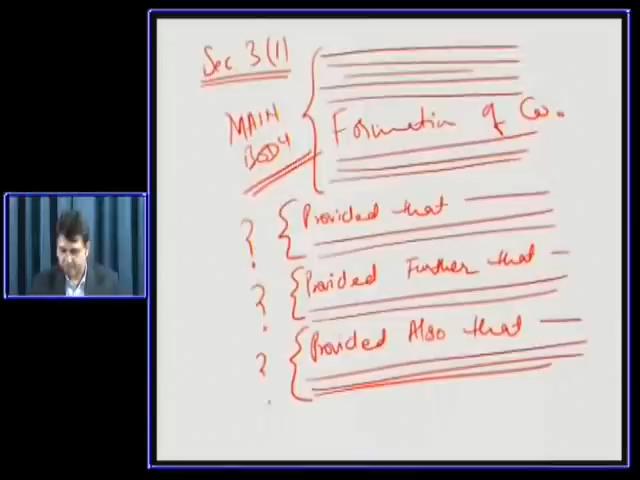 Sec 3(1)
MAIN
BODY
Formation of Co.
? Provided that
? Provided Further that
? Provided Also that